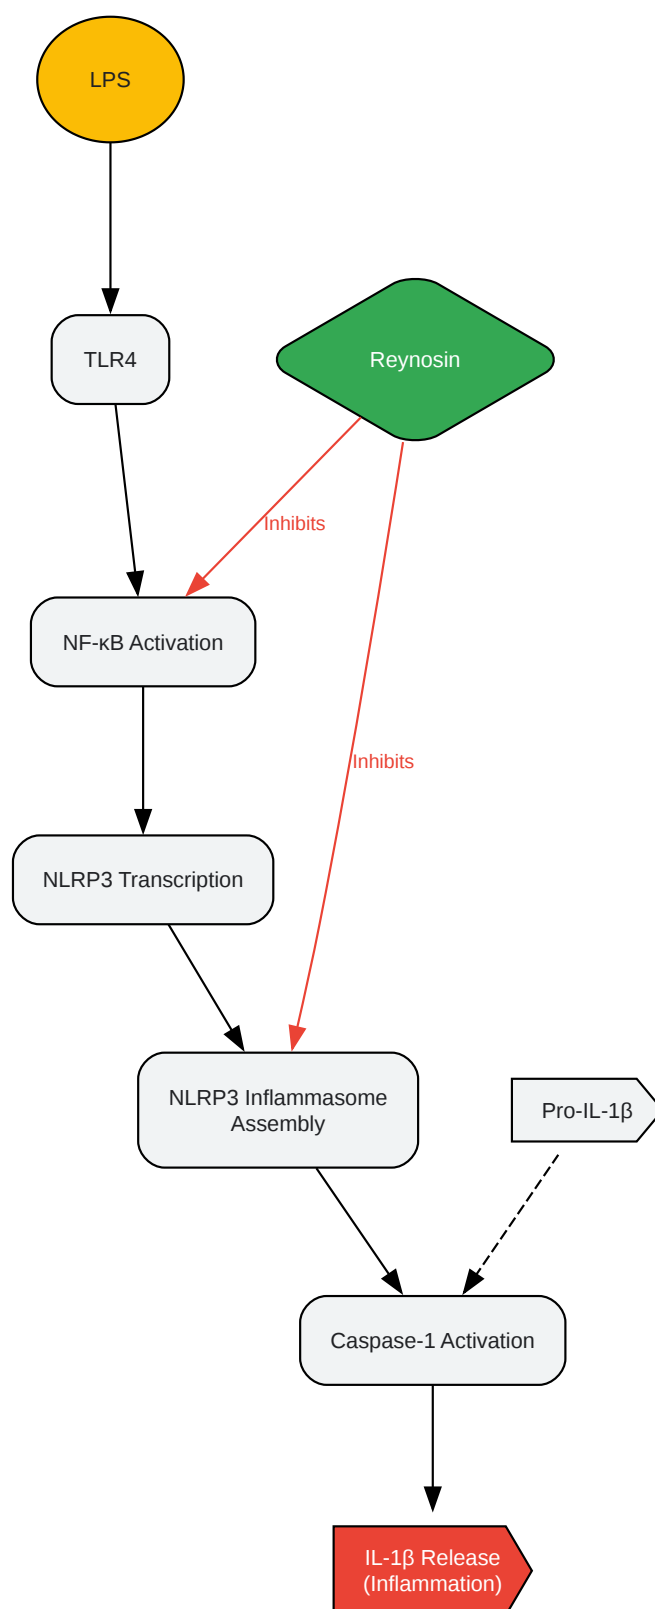 LPS
TLR4
Reynosin
Inhibits
NF-κB Activation
Inhibits
NLRP3 Transcription
NLRP3 Inflammasome
Assembly
Pro-IL-1β
Caspase-1 Activation
IL-1β Release
(Inflammation)